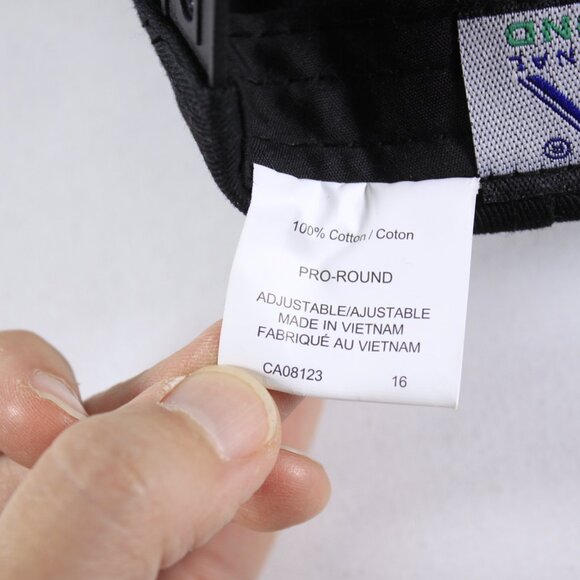 100% Cotton / Coton
PRO-ROUND
ADJUSTABLE/AJUSTABLE
MADE IN VIETNAM
FABRIQUÉ AU VIETNAM
CA08123 16